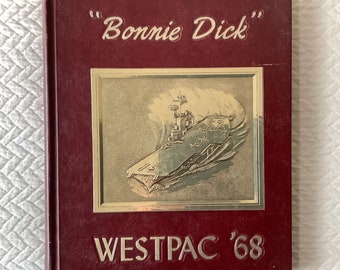 "Bonnie Dick"
WESTPAC '68